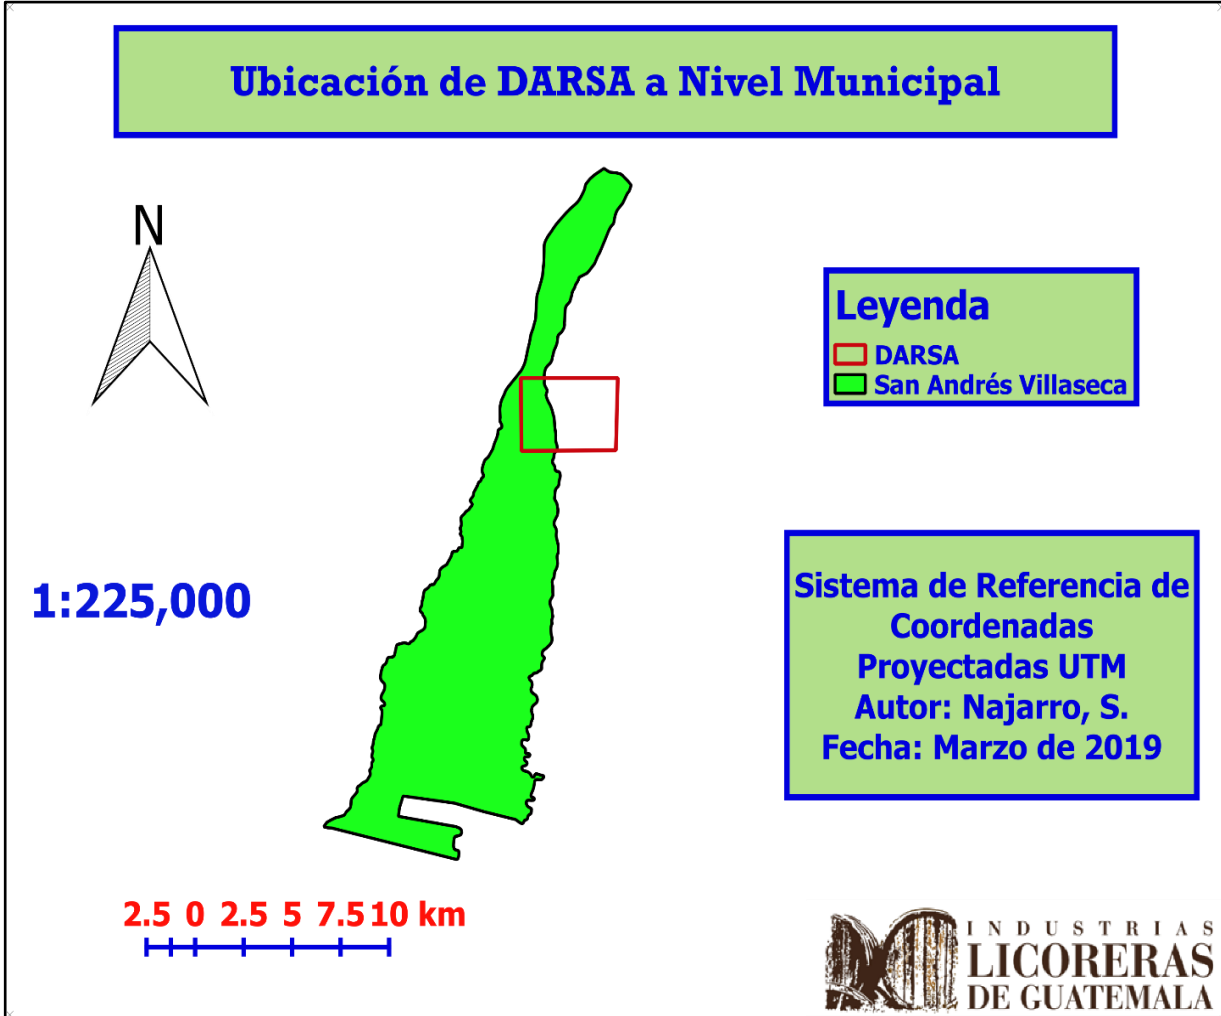 Ubicación de DARSA a Nivel Municipal
N
Leyenda
DARSA
San Andrés Villaseca
1:225,000
Sistema de Referencia de
Coordenadas
Proyectadas UTM
Autor: Najarro, S.
Fecha: Marzo de 2019
2.5 0 2.5 5 7.5 10 km
INDUSTRIAS
LICORERAS
DE GUATEMALA